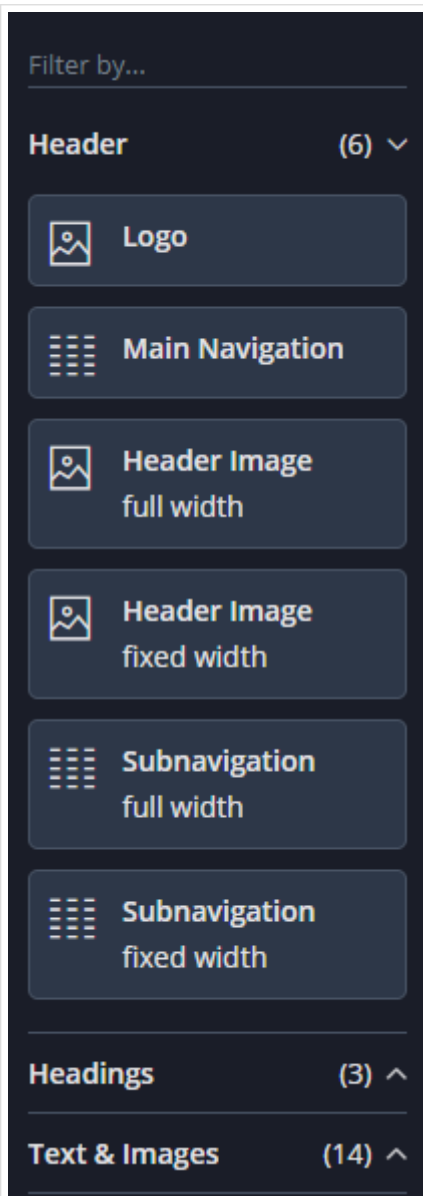 Filter by...
Header (6)
Logo
Main Navigation
Header Image
full width
Header Image
fixed width
Subnavigation
full width
Subnavigation
fixed width
Headings (3)
Text & Images (14)